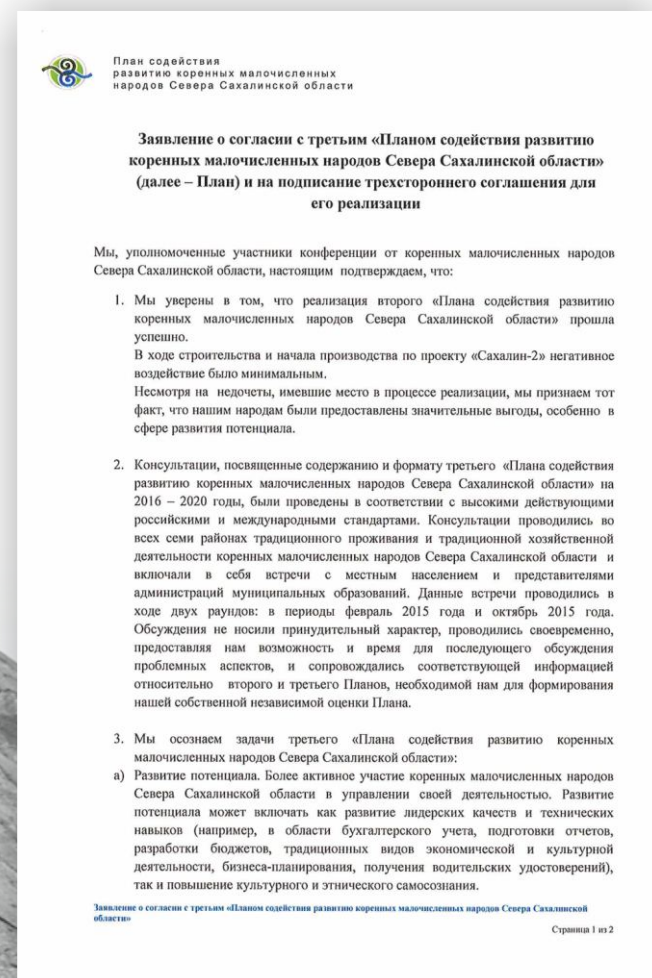 План содействия
развитию коренных малочисленных
народов Севера Сахалинской области
Заявление о согласии с третьим «Планом содействия развитию
коренных малочисленных народов Севера Сахалинской области»
(далее – План) и на подписание трехстороннего соглашения для
его реализации
Мы, уполномоченные участники конференции от коренных малочисленных народов
Севера Сахалинской области, настоящим подтверждаем, что:
1. Мы уверены в том, что реализация второго «Плана содействия развитию
коренных малочисленных народов Севера Сахалинской области» прошла
успешно.
В ходе строительства и начала производства по проекту «Сахалин-2» негативное
воздействие было минимальным.
Несмотря на недочеты, имевшие место в процессе реализации, мы признаем тот
факт, что нашим народам были предоставлены значительные выгоды, особенно в
сфере развития потенциала.
2. Консультации, посвященные содержанию и формату третьего «Плана содействия
развитию коренных малочисленных народов Севера Сахалинской области» на
2016 – 2020 годы, были проведены в соответствии с высокими действующими
российскими и международными стандартами. Консультации проводились во
всех семи районах традиционного проживания и традиционной хозяйственной
деятельности коренных малочисленных народов Севера Сахалинской области и
включали в себя встречи с местным населением и представителями
администраций муниципальных образований. Данные встречи проводились в
ходе двух раундов: в периоды февраль 2015 года и октябрь 2015 года.
Обсуждения не носили принудительный характер, проводились своевременно,
предоставляя нам возможность и время для последующего обсуждения
проблемных аспектов, и сопровождались соответствующей информацией
относительно второго и третьего Планов, необходимой нам для формирования
нашей собственной независимой оценки Плана.
3. Мы осознаем задачи третьего «Плана содействия развитию коренных
малочисленных народов Севера Сахалинской области»:
а) Развитие потенциала. Более активное участие коренных малочисленных народов
Севера Сахалинской области в управлении своей деятельностью. Развитие
потенциала может включать как развитие лидерских качеств и технических
навыков (например, в области бухгалтерского учета, подготовки отчетов,
разработки бюджетов, традиционных видов экономической и культурной
деятельности, бизнеса-планирования, получения водительских удостоверений),
так и повышение культурного и этнического самосознания.
Заявление о согласии с третьим «Планом содействия развитию коренных малочисленных народов Севера Сахалинской
области»
Страница 1 из 2